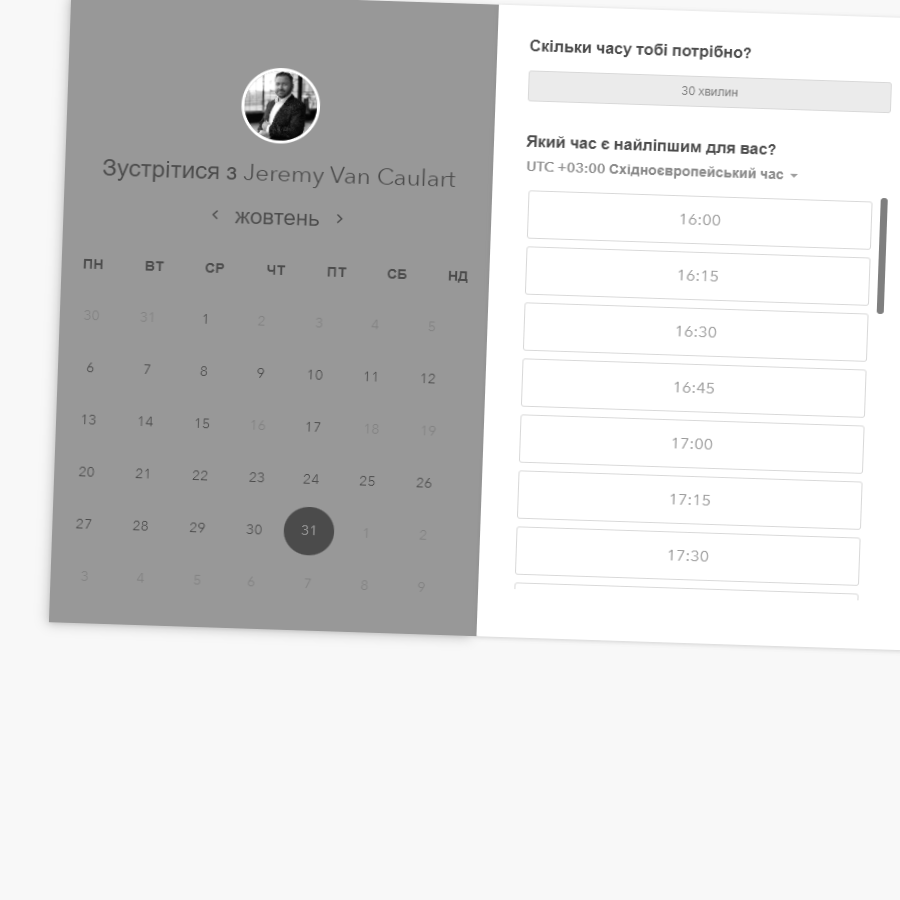 Зустрітися з Jeremy Van Caulart
жовтень
ПН ВТ СР ЧТ ПТ СБ НД
30 31 1 2 3 4 5
6 7 8 9 10 11 12
13 14 15 16 17 18 19
20 21 22 23 24 25 26
27 28 29 30 31 1 2
3 4 5 6 7 8 9
Скільки часу тобі потрібно?
30 хвилин
Який час є найліпшим для вас?
UTC +03:00 Східноєвропейський час
16:00
16:15
16:30
16:45
17:00
17:15
17:30